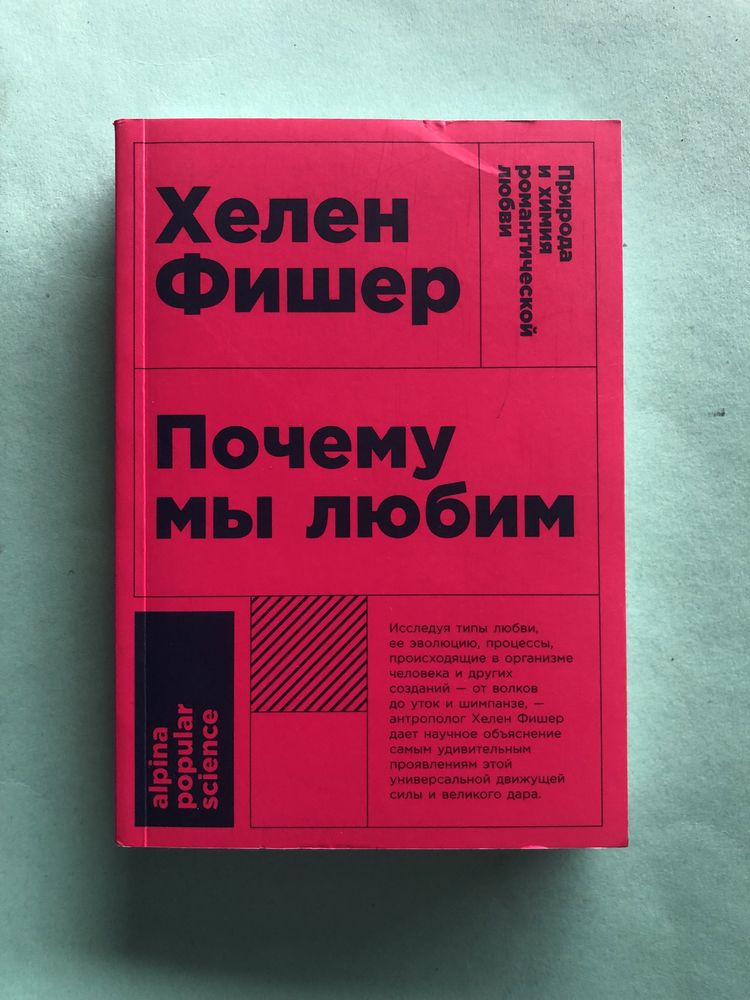 Хелен
Фишер
Природа
и химия
романтической
любви
Почему
мы любим
Исследуя типы любви,
ее эволюцию, процессы,
происходящие в организме
человека и других
созданий — от волков
до уток и шимпанзе, —
антрополог Хелен Фишер
дает научное объяснение
самым удивительным
проявлениям этой
универсальной движущей
силы и великого дара.
alpina
popular
science